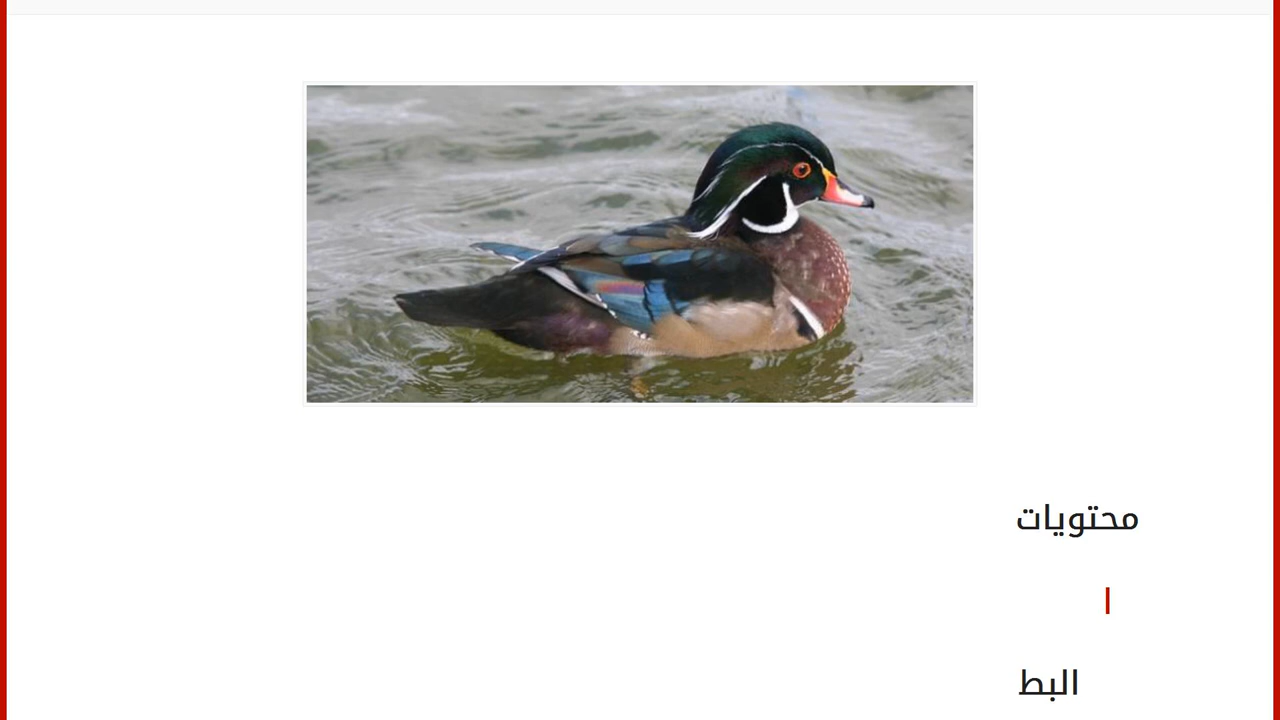 محتويات
ا
البط